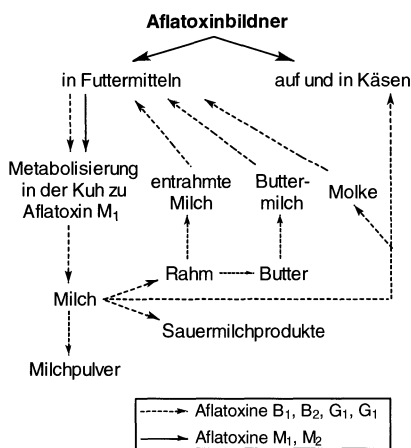 Aflatoxinbildner
in Futtermitteln
auf und in Käsen
Metabolisierung
in der Kuh zu
Aflatoxin M₁
entrahmte
Milch
Butter-
milch
Molke
Rahm
Butter
Milch
Sauermilchprodukte
Milchpulver
Aflatoxine B₁, B₂, G₁, G₁
Aflatoxine M₁, M₂